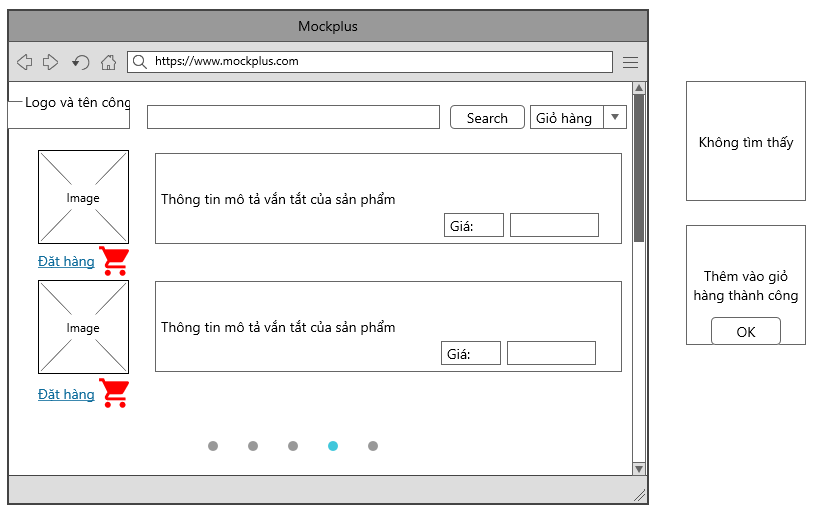 Mockplus
https://www.mockplus.com
Logo và tên công
Search
Giỏ hàng
Image
Thông tin mô tả vắn tắt của sản phẩm
Giá:
Đặt hàng
Image
Thông tin mô tả vắn tắt của sản phẩm
Giá:
Đặt hàng
Không tìm thấy
Thêm vào giỏ
hàng thành công
OK